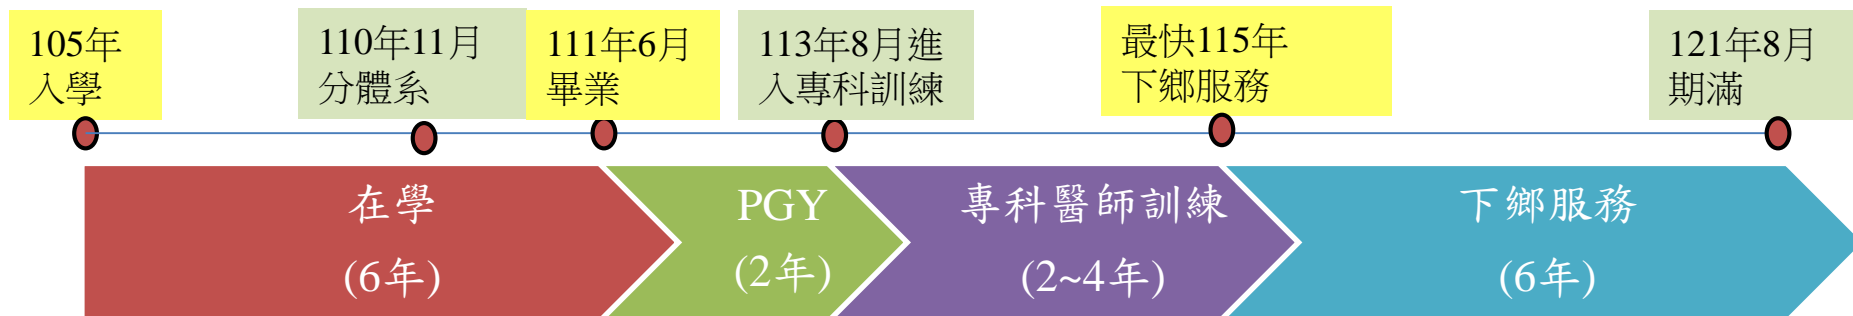 105年
入學
110年11月
分體系
111年6月
畢業
113年8月進
入專科訓練
最快115年
下鄉服務
121年8月
期滿
在學
(6年)
PGY
(2年)
專科醫師訓練
(2~4年)
下鄉服務
(6年)